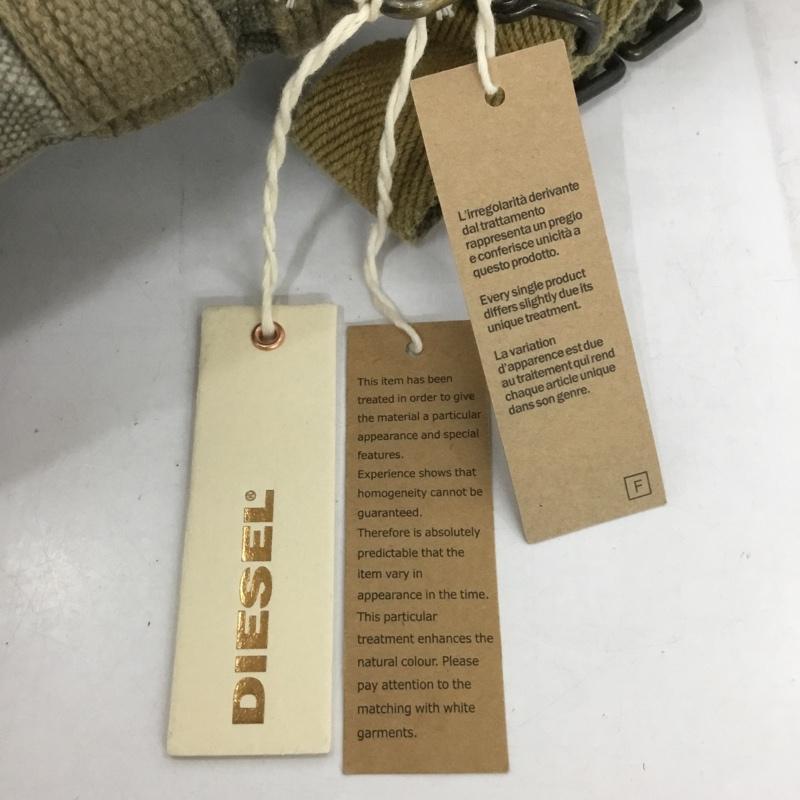 DIESEL®
This item has been
treated in order to give
the material a particular
appearance and special
features.
Experience shows that
homogeneity cannot be
guaranteed.
Therefore is absolutely
predictable that the
item vary in
appearance in the time.
This particular
treatment enhances the
natural colour. Please
pay attention to the
matching with white
garments.
L'irregolarità derivante
dal trattamento
rappresenta un pregio
e conferisce unicità a
questo prodotto.
Every single product
differs slightly due its
unique treatment.
La variation
d'apparence est due
au traitement qui rend
chaque article unique
dans son genre.
F